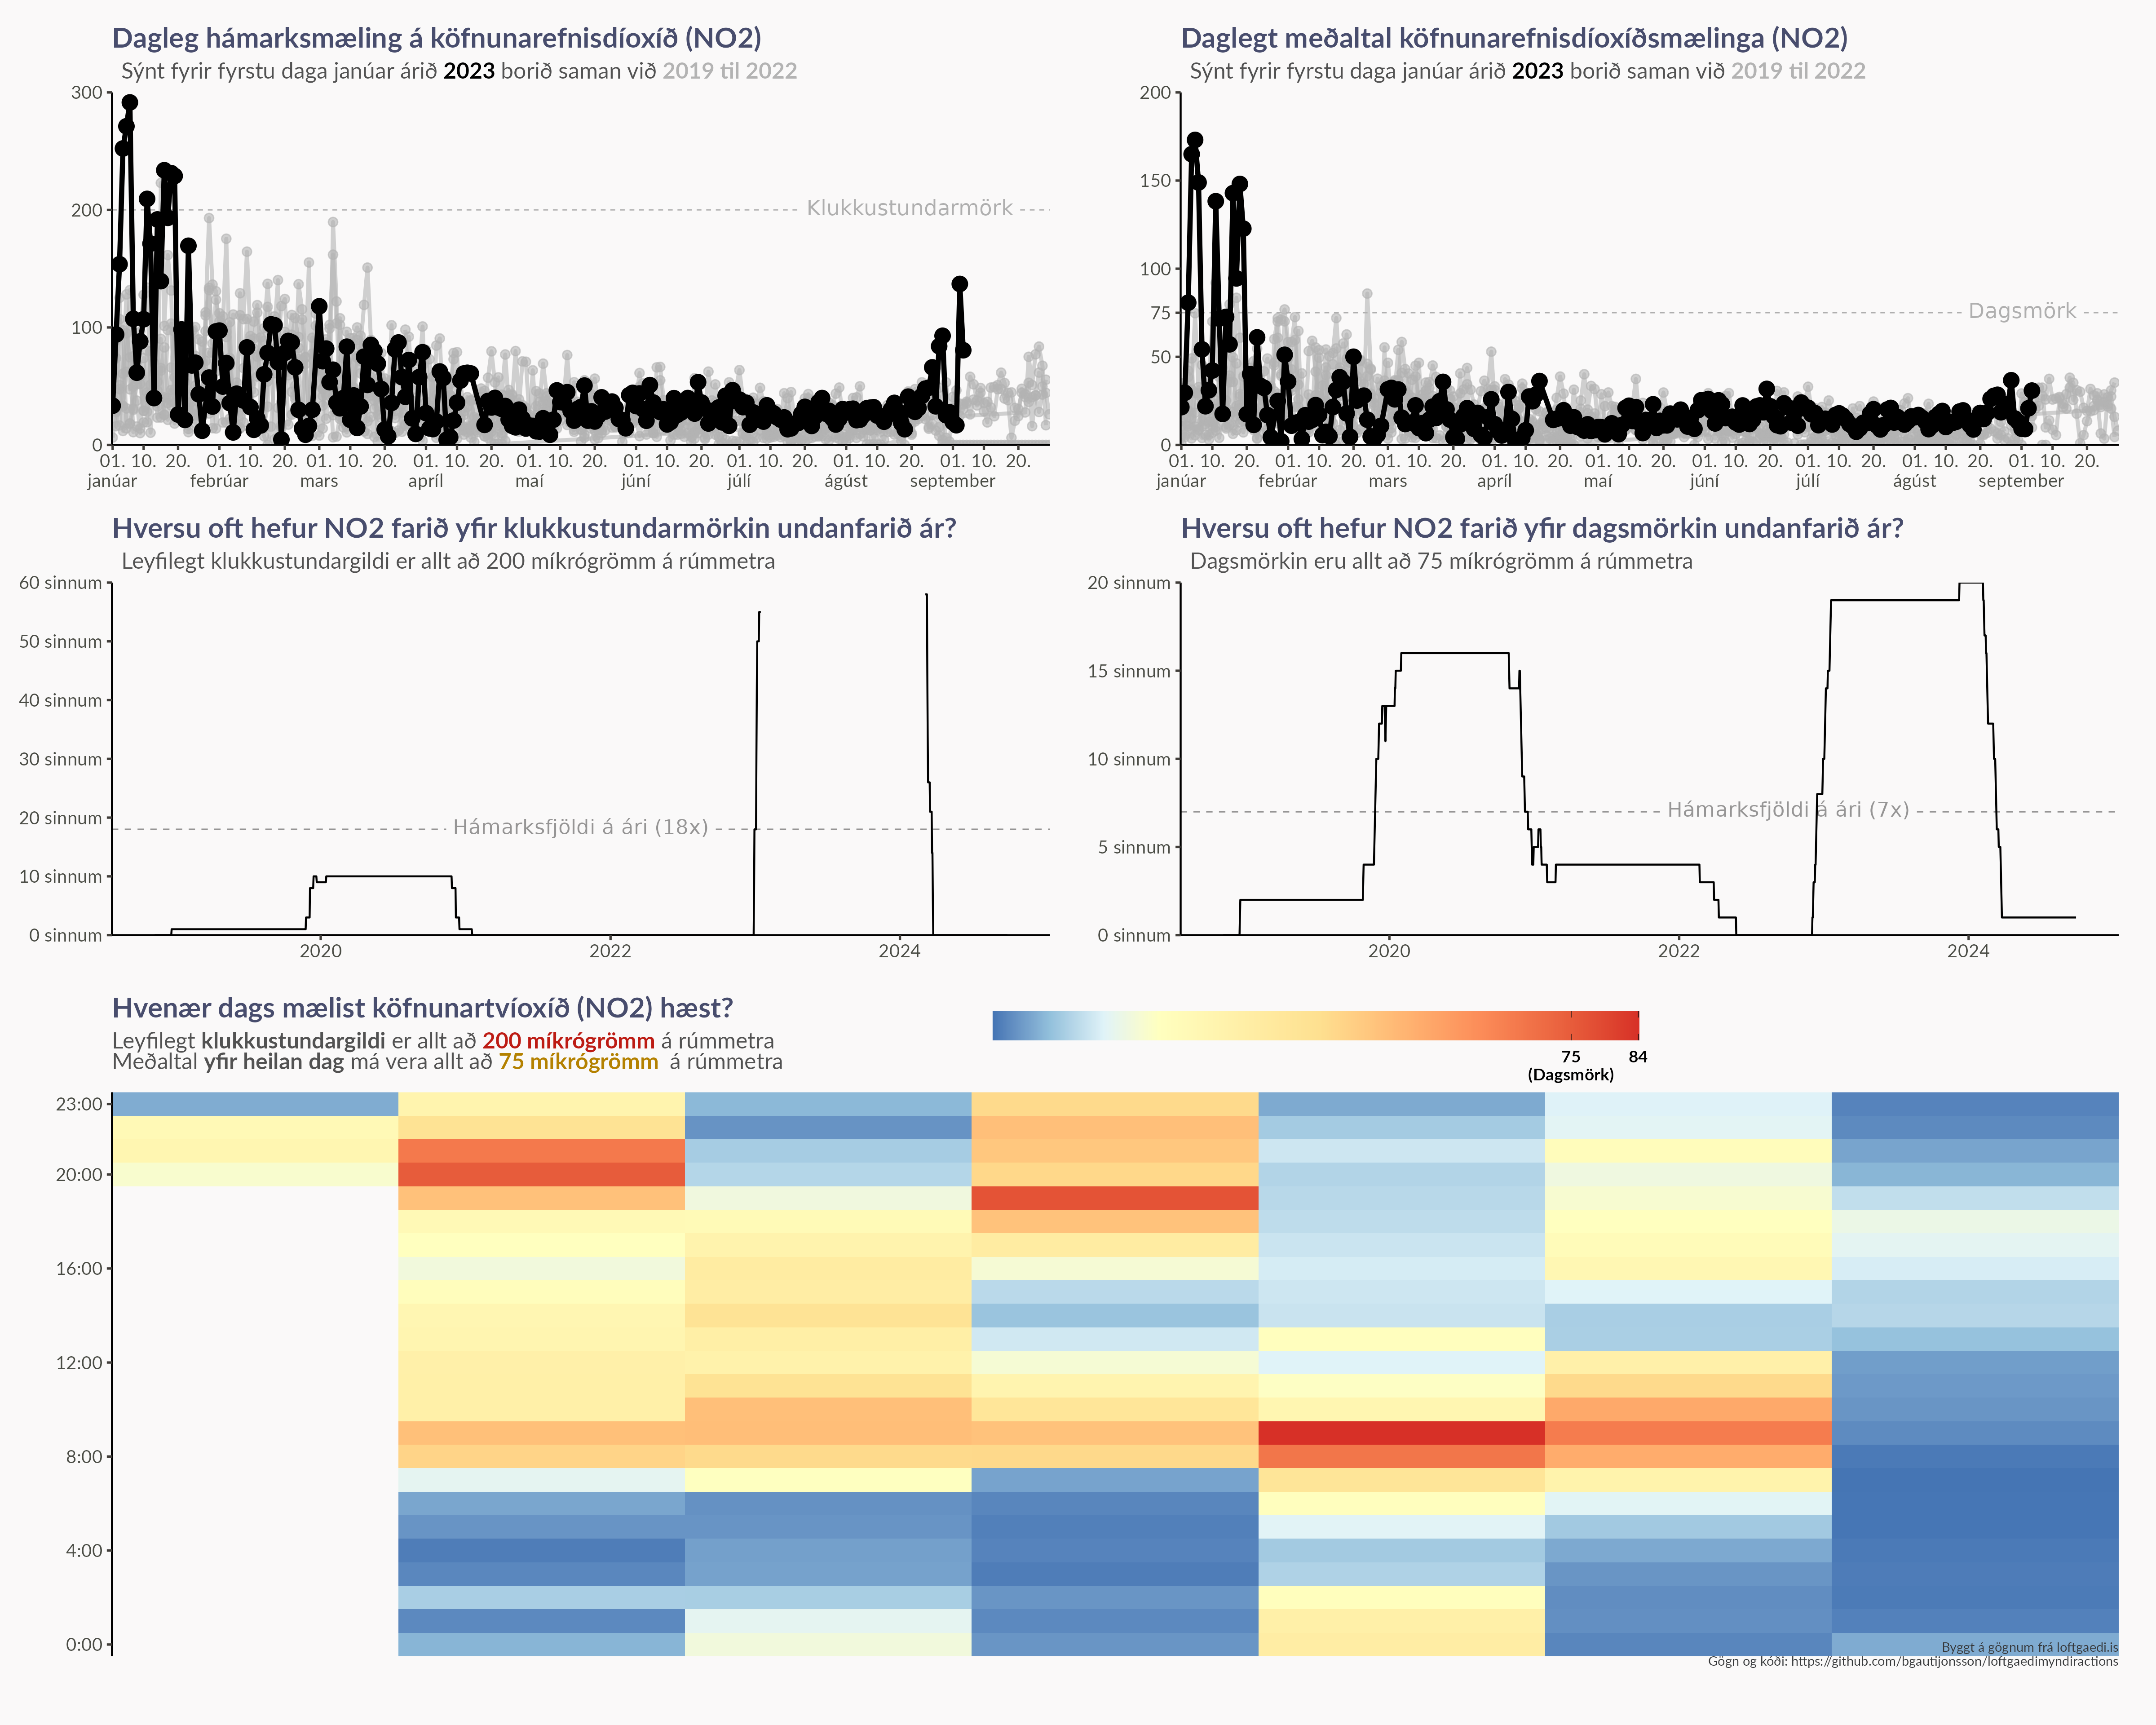 Dagleg hámarksmæling á köfnunarefnisdíoxíð (NO2)
Sýnt fyrir fyrstu daga janúar árið 2023 borið saman við 2019 til 2022
300
200
100
0
Klukkustundarmörk
01. 10. 20. 01. 10. 20. 01. 10. 20. 01. 10. 20. 01. 10. 20. 01. 10. 20. 01. 10. 20. 01. 10. 20. 01. 10. 20.
janúar febrúar mars apríl maí júní júlí ágúst september
Daglegt meðaltal köfnunarefnisdíoxíðsmælinga (NO2)
Sýnt fyrir fyrstu daga janúar árið 2023 borið saman við 2019 til 2022
200
150
100
75
50
0
Dagsmörk
01. 10. 20. 01. 10. 20. 01. 10. 20. 01. 10. 20. 01. 10. 20. 01. 10. 20. 01. 10. 20. 01. 10. 20. 01. 10. 20.
janúar febrúar mars apríl maí júní júlí ágúst september
Hversu oft hefur NO2 farið yfir klukkustundarmörkin undanfarið ár?
Leyfilegt klukkustundargildi er allt að 200 míkrógrömm á rúmmetra
60 sinnum
50 sinnum
40 sinnum
30 sinnum
20 sinnum
10 sinnum
0 sinnum
Hámarksfjöldi á ári (18x)
2020 2022 2024
Hversu oft hefur NO2 farið yfir dagsmörkin undanfarið ár?
Dagsmörkin eru allt að 75 míkrógrömm á rúmmetra
20 sinnum
15 sinnum
10 sinnum
5 sinnum
0 sinnum
Hámarksfjöldi á ári (7x)
2020 2022 2024
Hvenær dags mælist köfnunartvíoxíð (NO2) hæst?
Leyfilegt klukkustundargildi er allt að 200 míkrógrömm á rúmmetra
Meðaltal yfir heilan dag má vera allt að 75 míkrógrömm á rúmmetra
75 84
(Dagsmörk)
23:00
20:00
16:00
12:00
8:00
4:00
0:00
Byggt á gögnum frá loftgaedi.is
Gögn og kóði: https://github.com/bgautijonsson/loftgaedimyndiractions